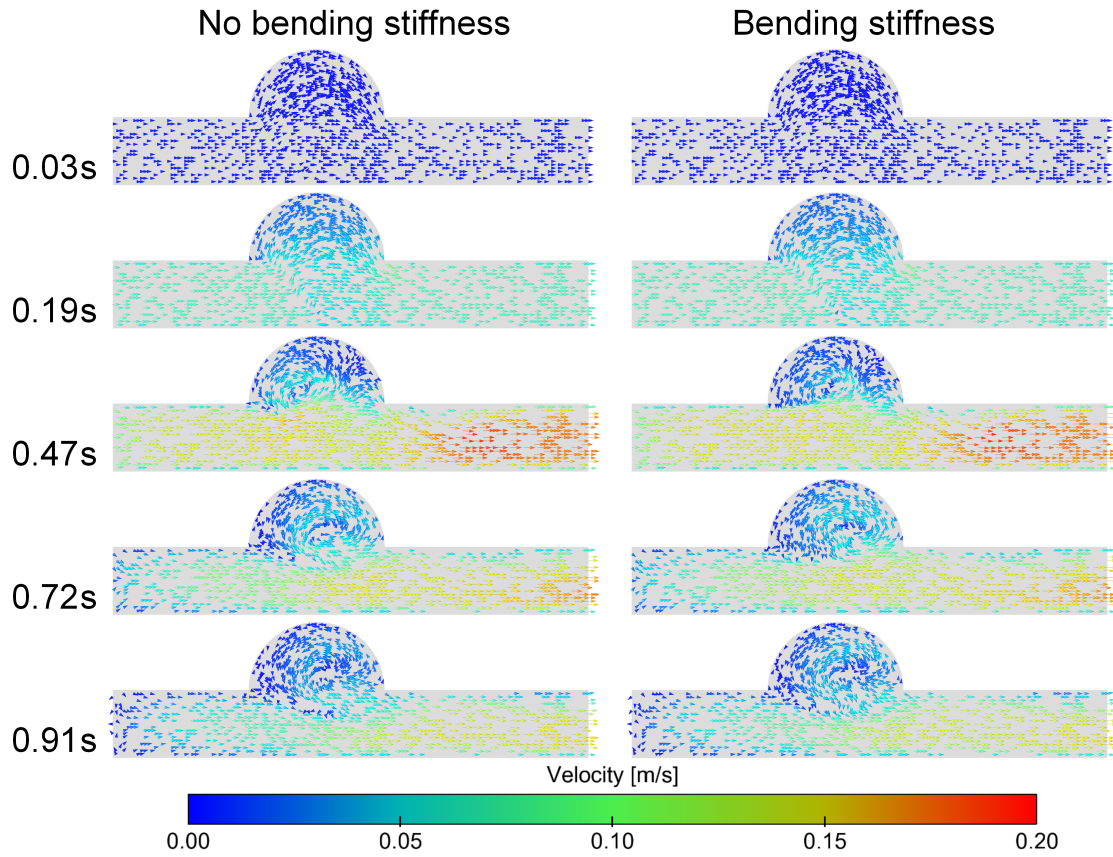 No bending stiffness
Bending stiffness
0.03s
0.19s
0.47s
0.72s
0.91s
Velocity [m/s]
0.00 0.05 0.10 0.15 0.20